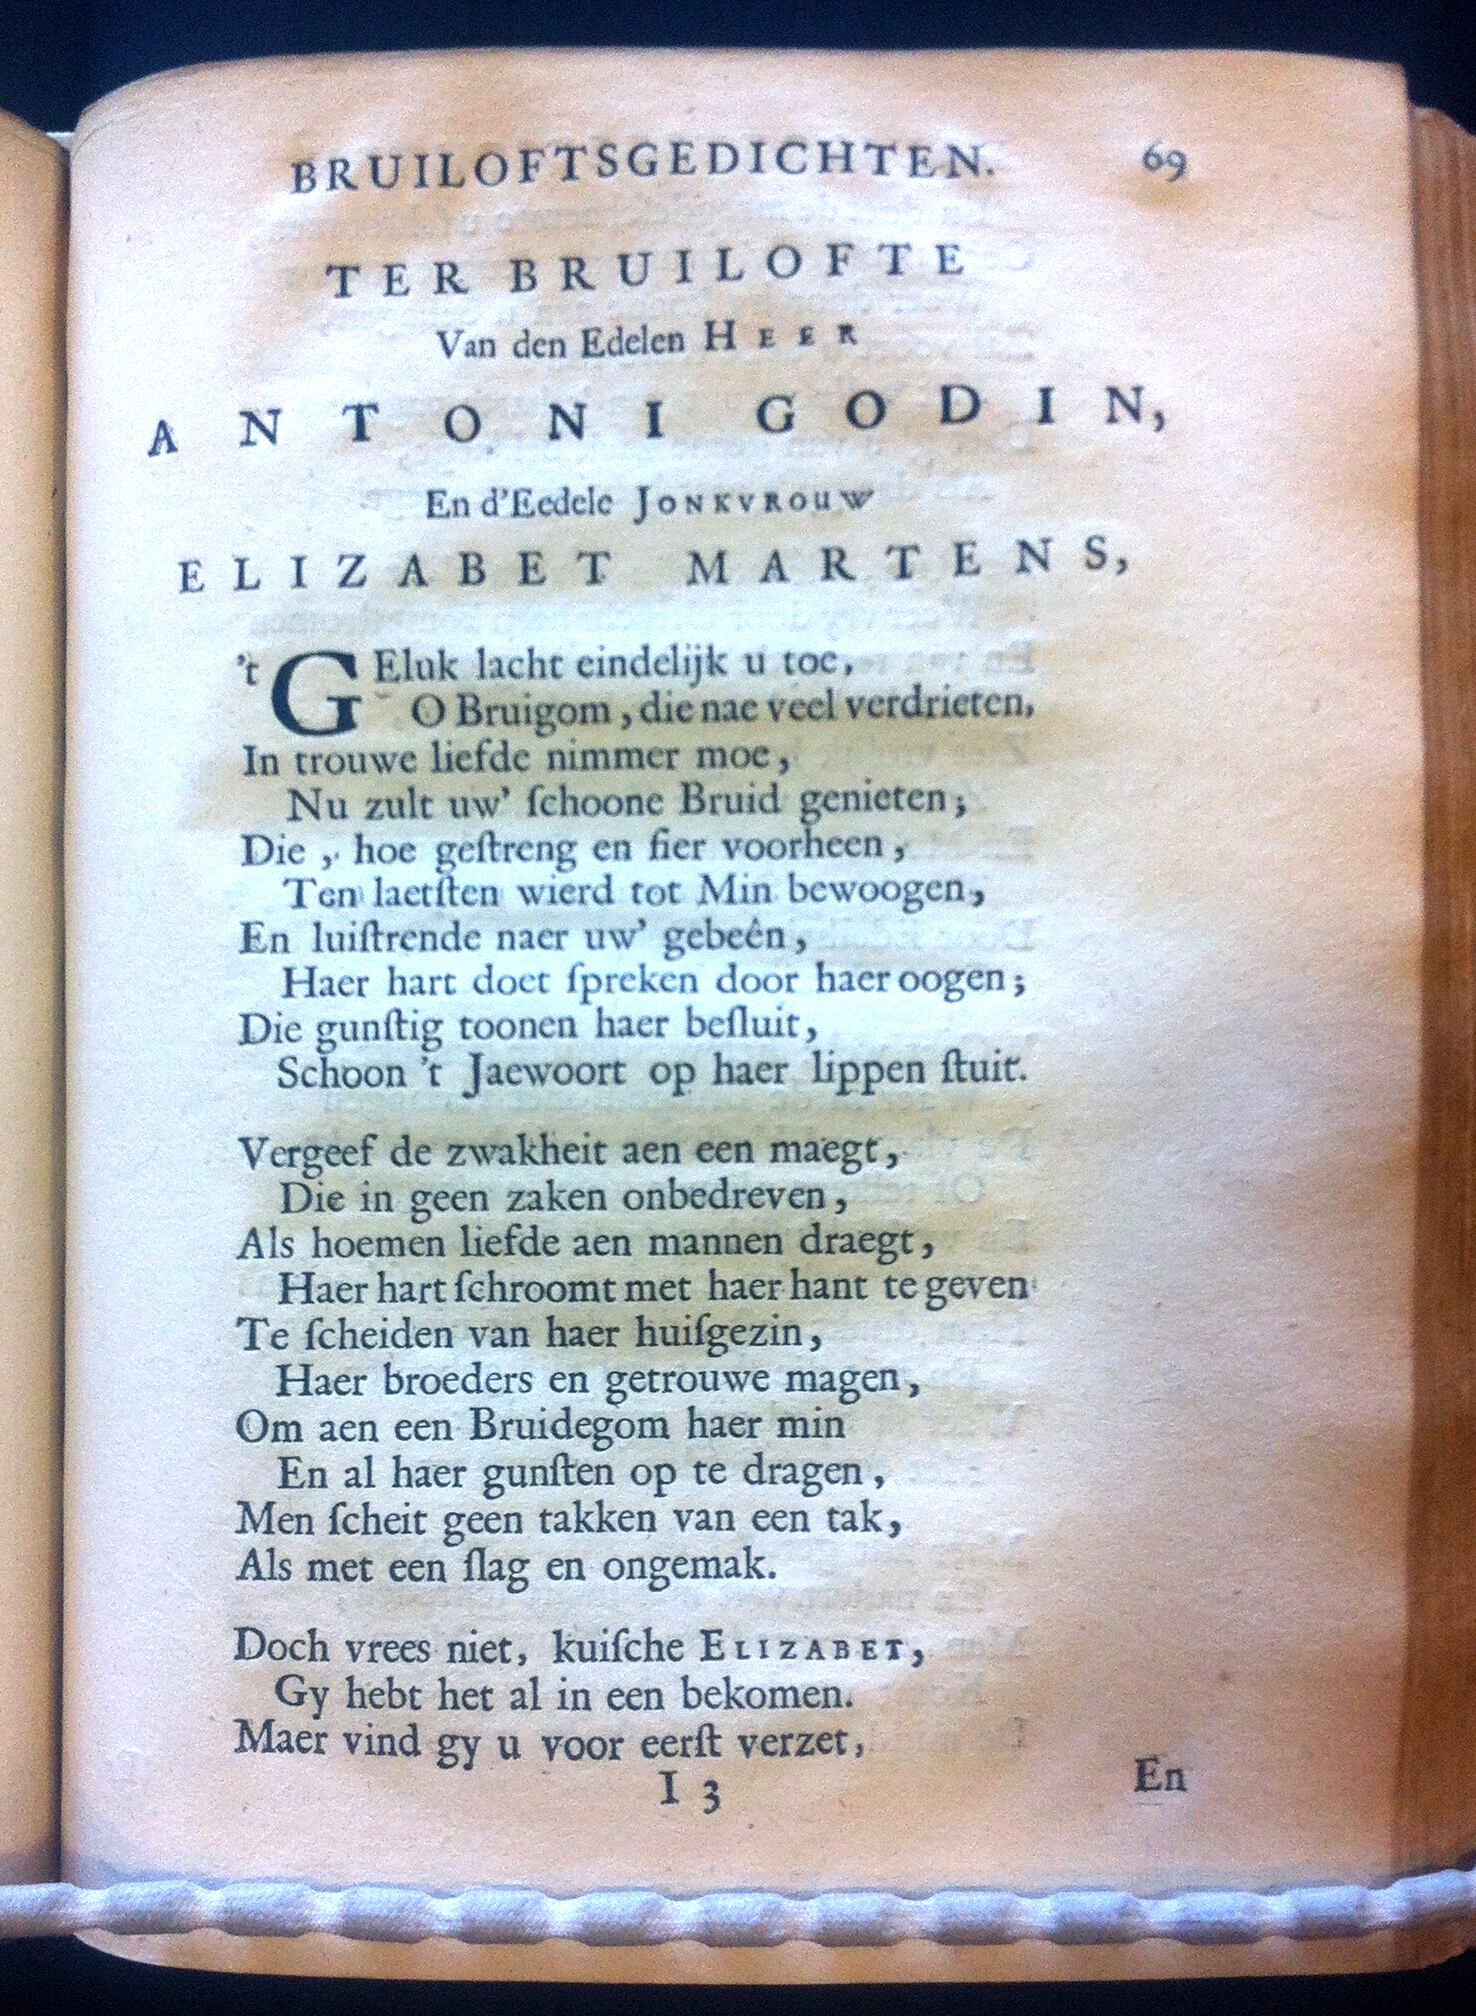 BRUILOFTSGEDICHTEN. 69
TER BRUILOFTE
Van den Edelen HEER
ANTONI GODIN,
En d'Eedele JONKVROUW
ELIZABET MARTENS,
't GEluk lacht eindelijk u toe,
O Bruigom, die nae veel verdrieten,
In trouwe liefde nimmer moe,
Nu zult uw' ſchoone Bruid genieten;
Die, hoe geſtreng en fier voorheen,
Ten laetſten wierd tot Min bewoogen,
En luiſtrende naer uw' gebeên,
Haer hart doet ſpreken door haer oogen;
Die gunſtig toonen haer beſluit,
Schoon 't Jaewoort op haer lippen ſtuit.
Vergeef de zwakheit aen een maegt,
Die in geen zaken onbedreven,
Als hoemen liefde aen mannen draegt,
Haer hart ſchroomt met haer hant te geven
Te ſcheiden van haer huiſgezin,
Haer broeders en getrouwe magen,
Om aen een Bruidegom haer min
En al haer gunſten op te dragen,
Men ſcheit geen takken van een tak,
Als met een ſlag en ongemak.
Doch vrees niet, kuiſche ELIZABET,
Gy hebt het al in een bekomen.
Maer vind gy u voor eerſt verzet,
I 3 En